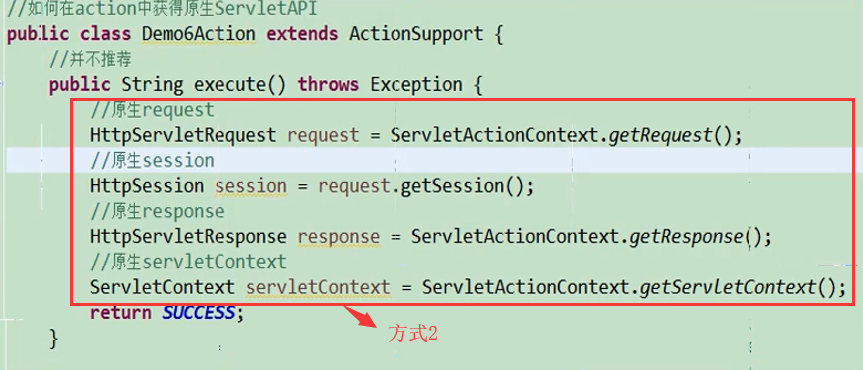 //如何在action中获得原生ServletAPI
public class Demo6Action extends ActionSupport {
//并不推荐
public String execute() throws Exception {
//原生request
HttpServletRequest request = ServletActionContext.getRequest();
//原生session
HttpSession session = request.getSession();
//原生response
HttpServletResponse response = ServletActionContext.getResponse();
//原生servletContext
ServletContext servletContext = ServletActionContext.getServletContext();
return SUCCESS;
方式2
}